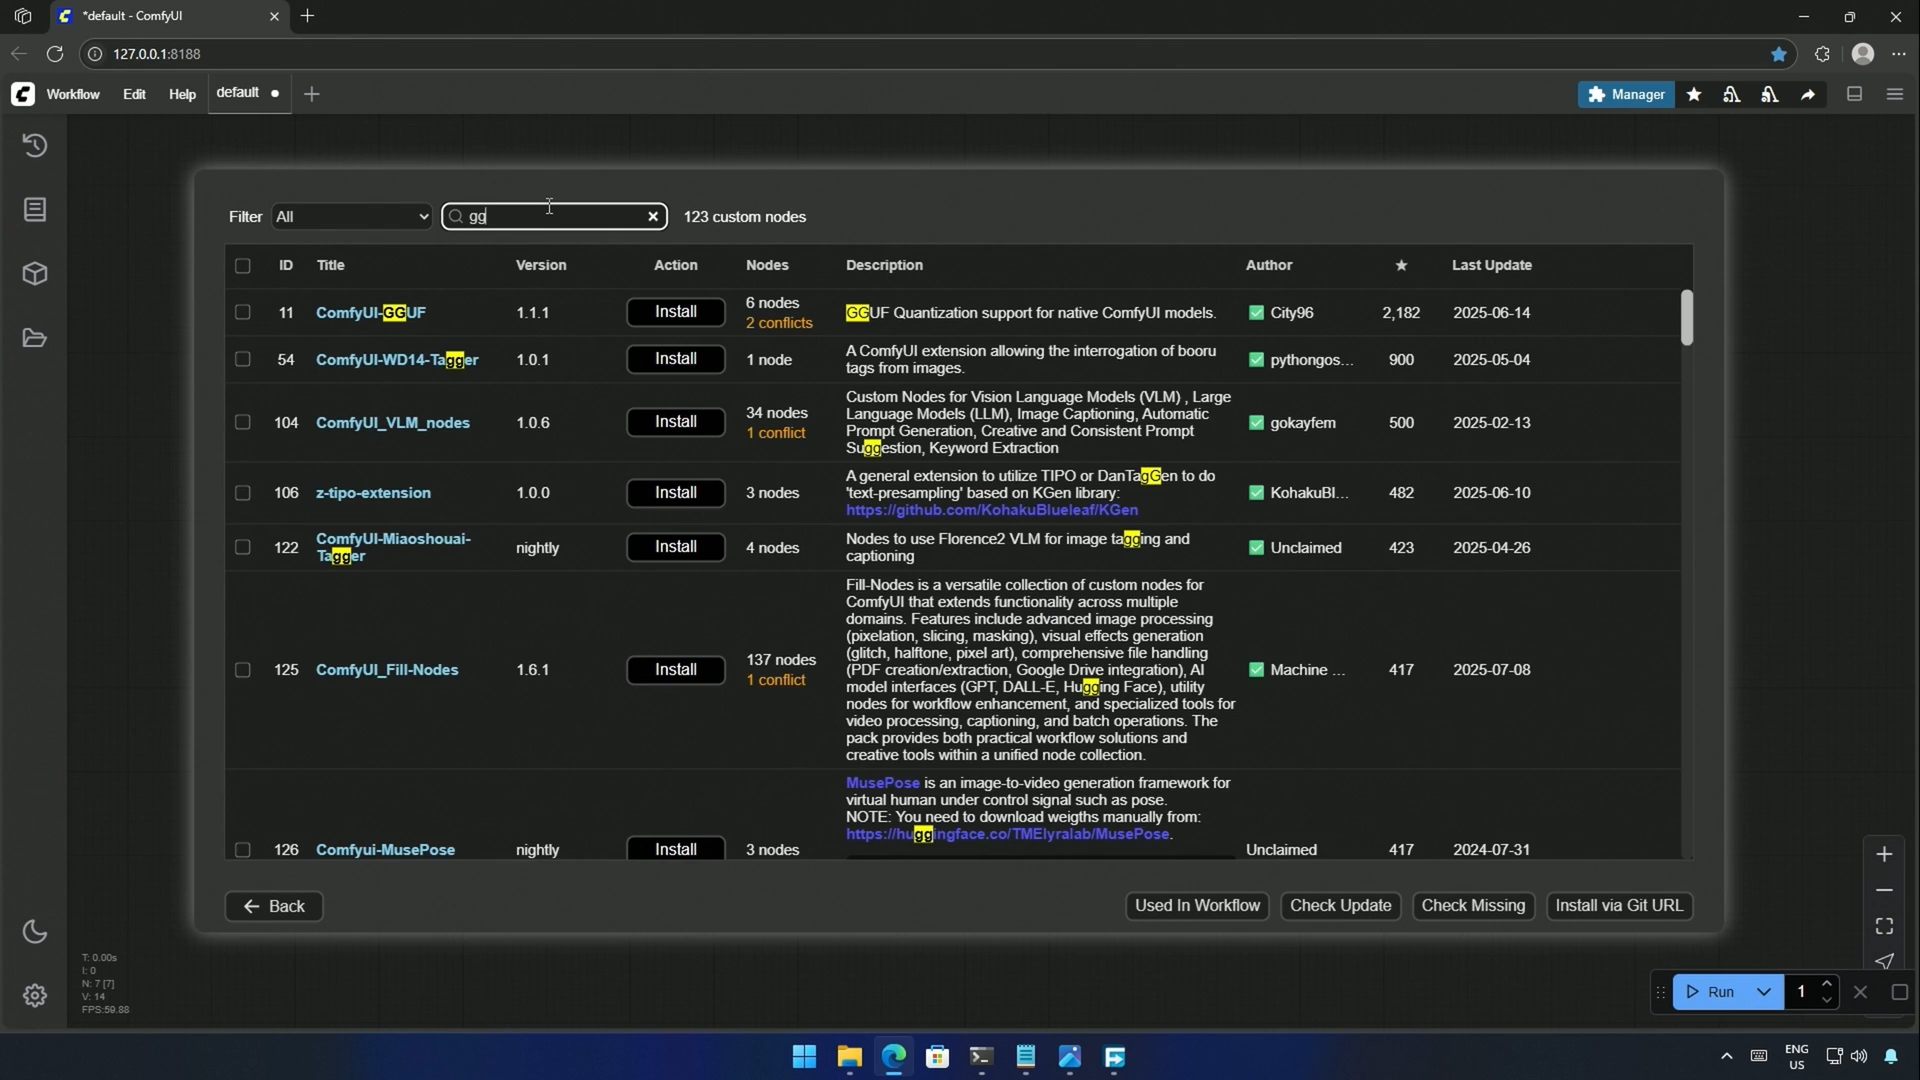 *default - ComfyUI
127.0.0.1:8188
Workflow Edit Help default
Manager
Filter All gg 123 custom nodes
ID Title Version Action Nodes Description Author ★ Last Update
11 ComfyUI-GGUF 1.1.1 Install 6 nodes
2 conflicts
GGUF Quantization support for native ComfyUI models.
City96 2,182 2025-06-14
54 ComfyUI-WD14-Tagger 1.0.1 Install 1 node
A ComfyUI extension allowing the interrogation of booru
tags from images.
pythongos... 900 2025-05-04
104 ComfyUI_VLM_nodes 1.0.6 Install 34 nodes
1 conflict
Custom Nodes for Vision Language Models (VLM) , Large
Language Models (LLM), Image Captioning, Automatic
Prompt Generation, Creative and Consistent Prompt
Suggestion, Keyword Extraction
gokayfem 500 2025-02-13
106 z-tipo-extension 1.0.0 Install 3 nodes
A general extension to utilize TIPO or DanTagGen to do
'text-presampling' based on KGen library:
https://github.com/KohakuBlueleaf/KGen
KohakuBl... 482 2025-06-10
122 ComfyUI-Miaoshouai-
Tagger
nightly Install 4 nodes
Nodes to use Florence2 VLM for image tagging and
captioning
Unclaimed 423 2025-04-26
125 ComfyUI_Fill-Nodes 1.6.1 Install 137 nodes
1 conflict
Fill-Nodes is a versatile collection of custom nodes for
ComfyUI that extends functionality across multiple
domains. Features include advanced image processing
(pixelation, slicing, masking), visual effects generation
(glitch, halftone, pixel art), comprehensive file handling
(PDF creation/extraction, Google Drive integration), AI
model interfaces (GPT, DALL-E, Hugging Face), utility
nodes for workflow enhancement, and specialized tools for
video processing, captioning, and batch operations. The
pack provides both practical workflow solutions and
creative tools within a unified node collection.
Machine ... 417 2025-07-08
126 Comfyui-MusePose nightly Install 3 nodes
MusePose is an image-to-video generation framework for
virtual human under control signal such as pose.
NOTE: You need to download weigths manually from:
https://huggingface.co/TMElyralab/MusePose.
Unclaimed 417 2024-07-31
Back Used In Workflow Check Update Check Missing Install via Git URL
T: 0.00s
I: 0
N: 7 [7]
V: 14
FPS:59.88
Run 1
ENG
US